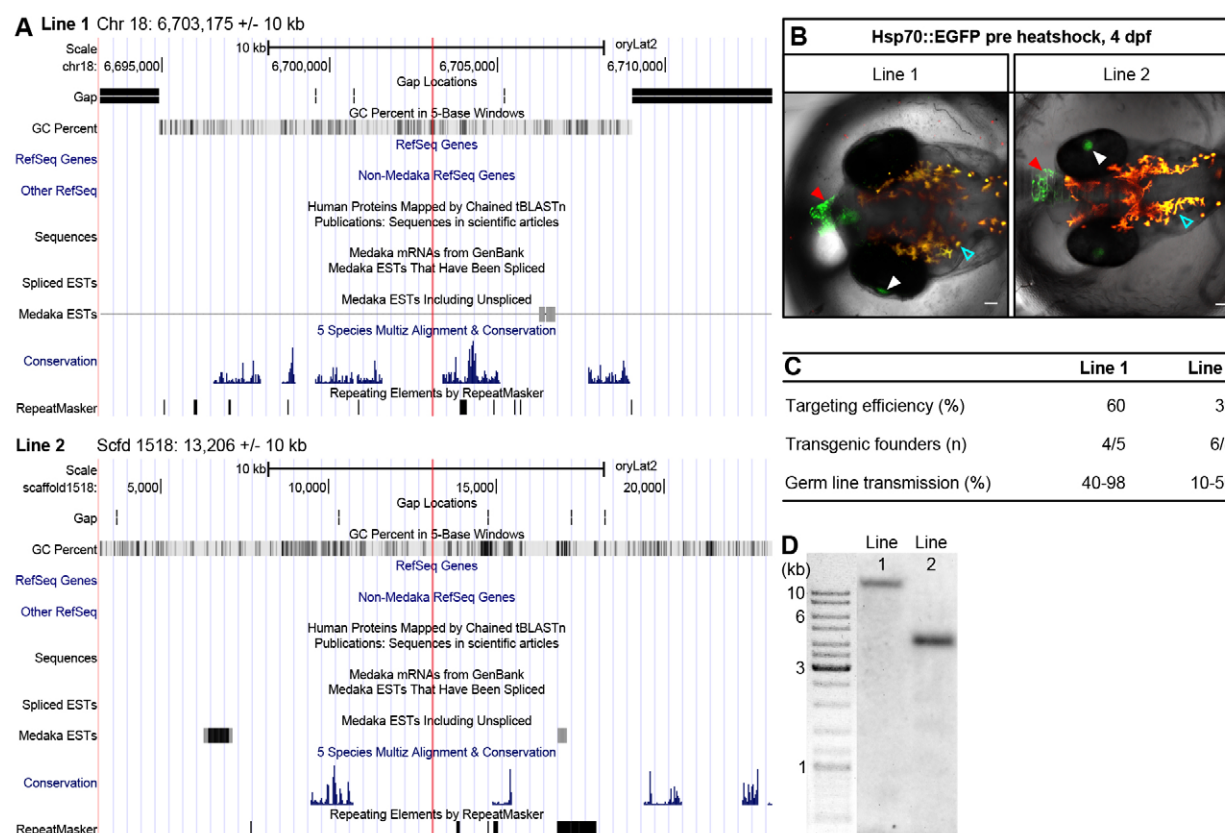 A Line 1 Chr 18: 6,703,175 +/- 10 kb
Scale 10 kb oryLat2
chr18: 6,695,000 6,700,000 6,705,000 6,710,000
Gap Locations
Gap
GC Percent in 5-Base Windows
GC Percent
RefSeq Genes
RefSeq Genes
Non-Medaka RefSeq Genes
Other RefSeq
Human Proteins Mapped by Chained tBLASTn
Publications: Sequences in scientific articles
Sequences
Medaka mRNAs from GenBank
Medaka ESTs That Have Been Spliced
Spliced ESTs
Medaka ESTs Including Unspliced
Medaka ESTs
5 Species Multiz Alignment & Conservation
Conservation
Repeating Elements by RepeatMasker
RepeatMasker
Line 2 Scfd 1518: 13,206 +/- 10 kb
Scale 10 kb oryLat2
scaffold1518: 5,000 10,000 15,000 20,000
Gap Locations
Gap
GC Percent in 5-Base Windows
GC Percent
RefSeq Genes
RefSeq Genes
Non-Medaka RefSeq Genes
Other RefSeq
Human Proteins Mapped by Chained tBLASTn
Publications: Sequences in scientific articles
Sequences
Medaka mRNAs from GenBank
Medaka ESTs That Have Been Spliced
Spliced ESTs
Medaka ESTs Including Unspliced
Medaka ESTs
5 Species Multiz Alignment & Conservation
Conservation
Repeating Elements by RepeatMasker
RepeatMasker
B Hsp70::EGFP pre heatshock, 4 dpf
Line 1 Line 2
C Line 1 Line
Targeting efficiency (%) 60 3
Transgenic founders (n) 4/5 6/
Germ line transmission (%) 40-98 10-5
D Line Line
(kb) 1 2
10
6
3
1